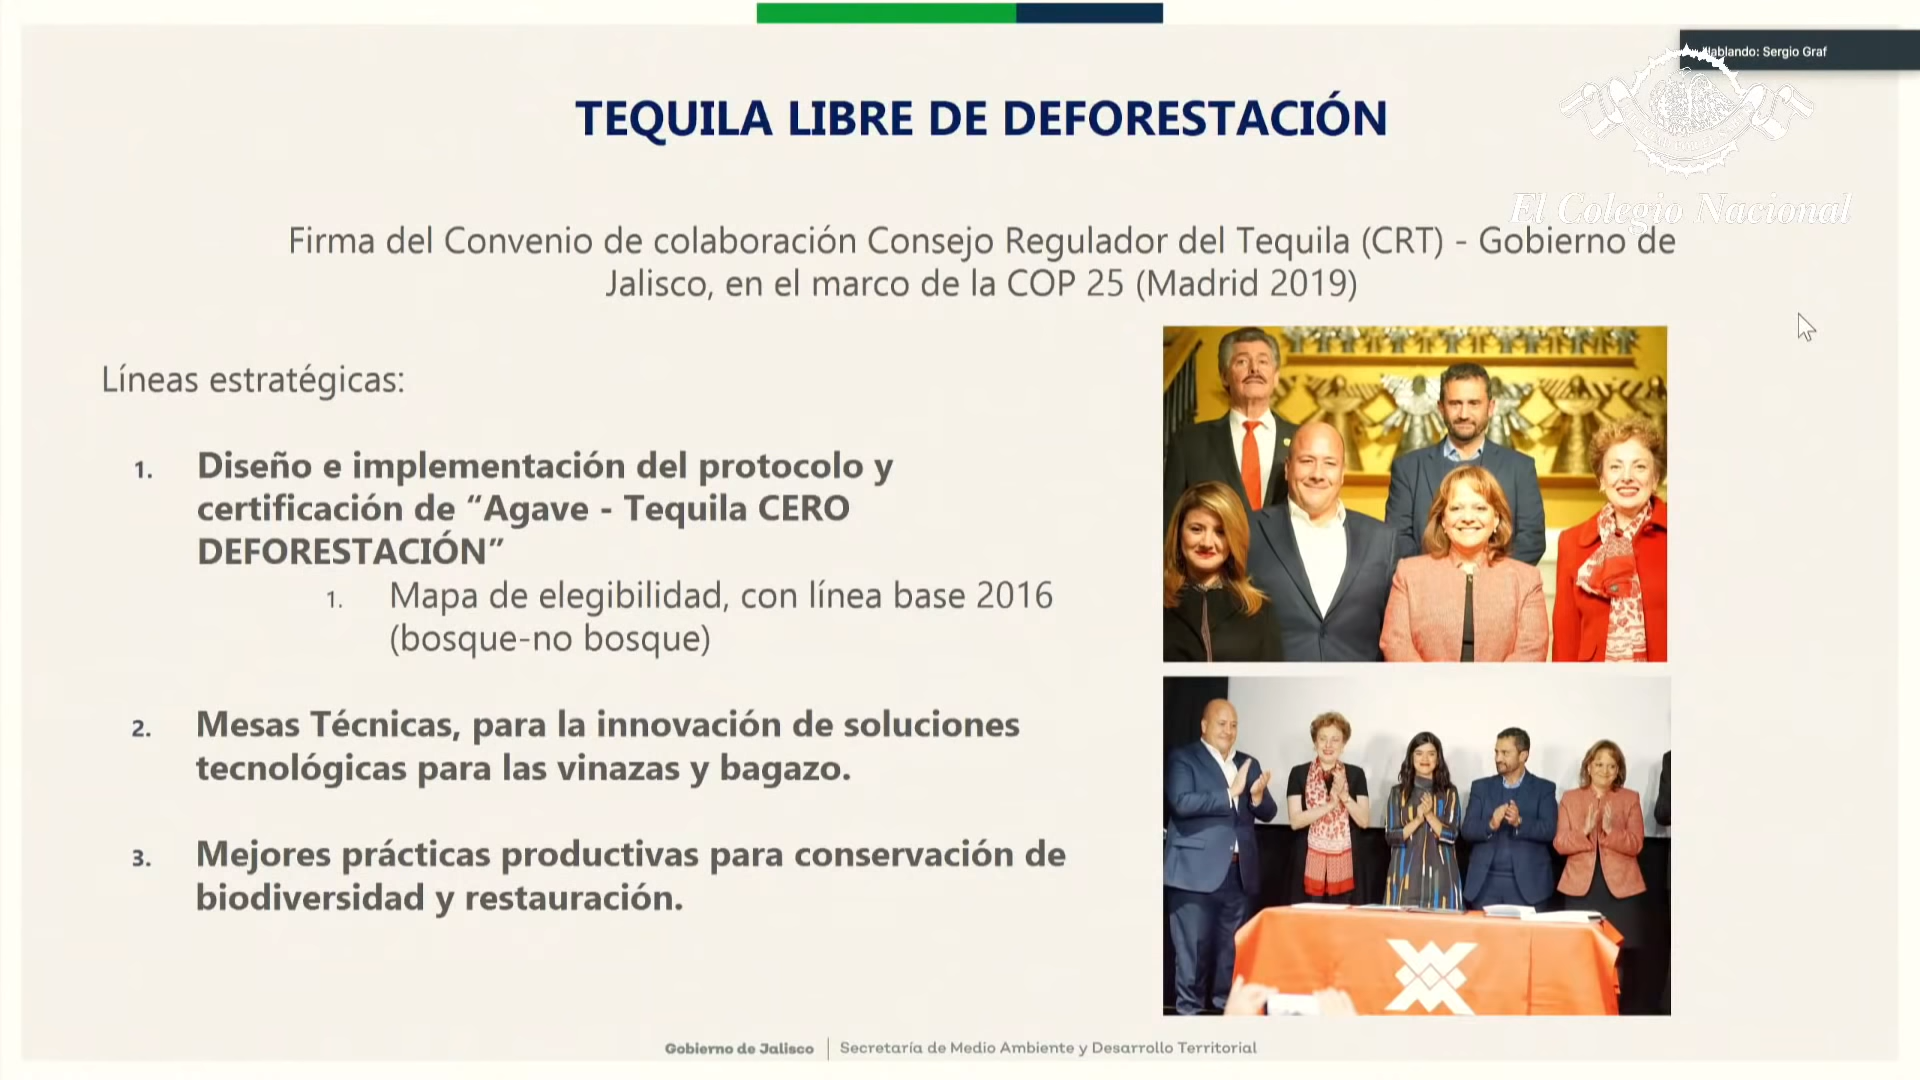 Hablando: Sergio Graf
TEQUILA LIBRE DE DEFORESTACIÓN
El Colegio Nacional
Firma del Convenio de colaboración Consejo Regulador del Tequila (CRT) - Gobierno de
Jalisco, en el marco de la COP 25 (Madrid 2019)
Líneas estratégicas:
1. Diseño e implementación del protocolo y
certificación de “Agave - Tequila CERO
DEFORESTACIÓN”
1. Mapa de elegibilidad, con línea base 2016
(bosque-no bosque)
2. Mesas Técnicas, para la innovación de soluciones
tecnológicas para las vinazas y bagazo.
3. Mejores prácticas productivas para conservación de
biodiversidad y restauración.
Gobierno de Jalisco | Secretaría de Medio Ambiente y Desarrollo Territorial